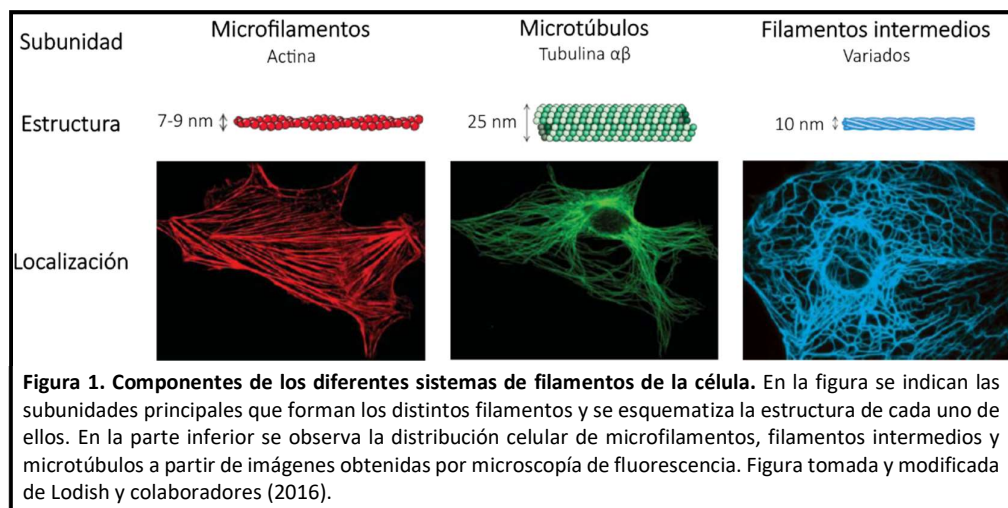 Subunidad
Microfilamentos
Actina
Microtúbulos
Tubulina αβ
Filamentos intermedios
Variados
Estructura
7-9 nm
25 nm
10 nm
Localización
Figura 1. Componentes de los diferentes sistemas de filamentos de la célula. En la figura se indican las
subunidades principales que forman los distintos filamentos y se esquematiza la estructura de cada uno de
ellos. En la parte inferior se observa la distribución celular de microfilamentos, filamentos intermedios y
microtúbulos a partir de imágenes obtenidas por microscopía de fluorescencia. Figura tomada y modificada
de Lodish y colaboradores (2016).